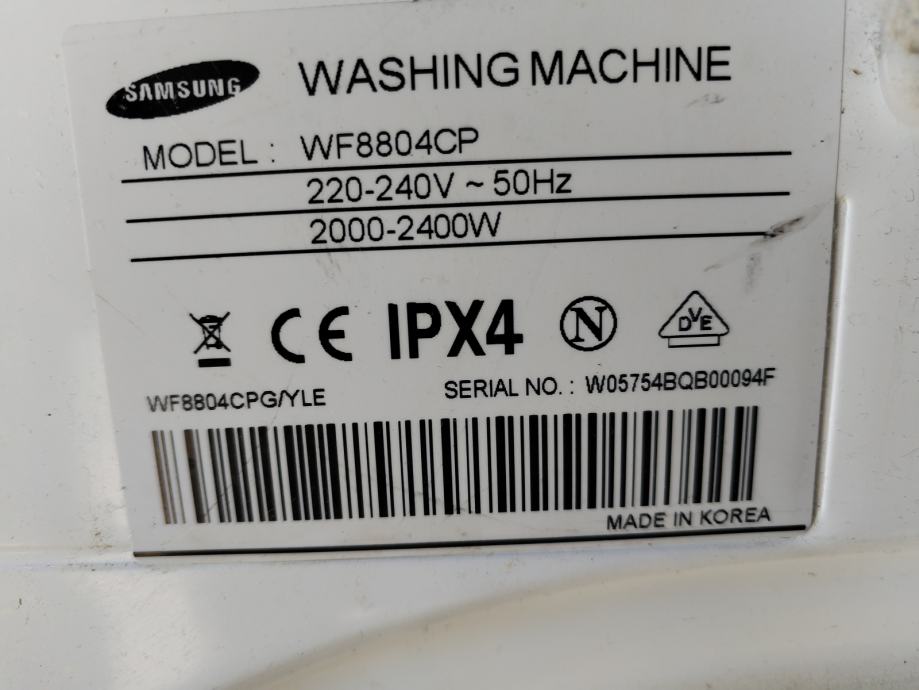 SAMSUNG WASHING MACHINE
MODEL : WF8804CP
220-240V ~ 50Hz
2000-2400W
CE IPX4 N DVE
WF8804CPG/YLE SERIAL NO. : W05754BQB00094F
MADE IN KOREA